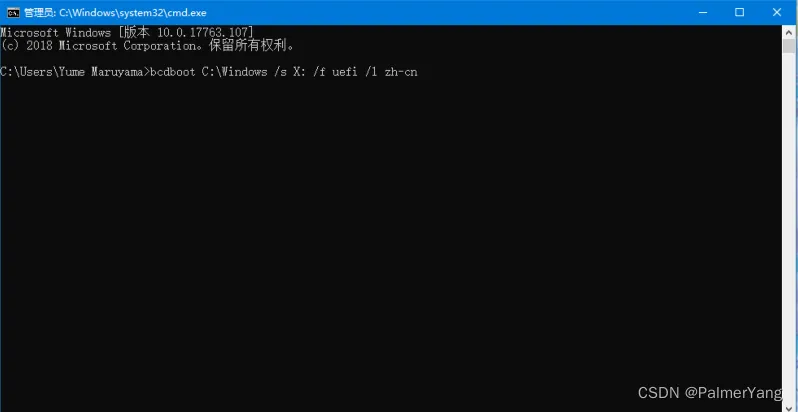 管理员: C:\Windows\system32\cmd.exe
Microsoft Windows [版本 10.0.17763.107]
(c) 2018 Microsoft Corporation。保留所有权利。
C:\Users\Yume Maruyama>bcdboot C:\Windows /s X: /f uefi /l zh-cn
CSDN @PalmerYang